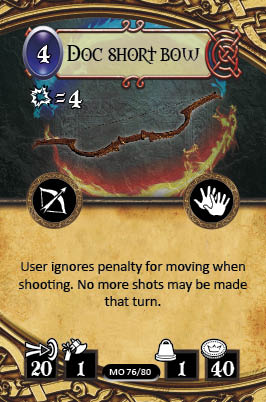 4 Doc short bow
=4
User ignores penalty for moving when
shooting. No more shots may be made
that turn.
20 1 MO 76/80 1 40